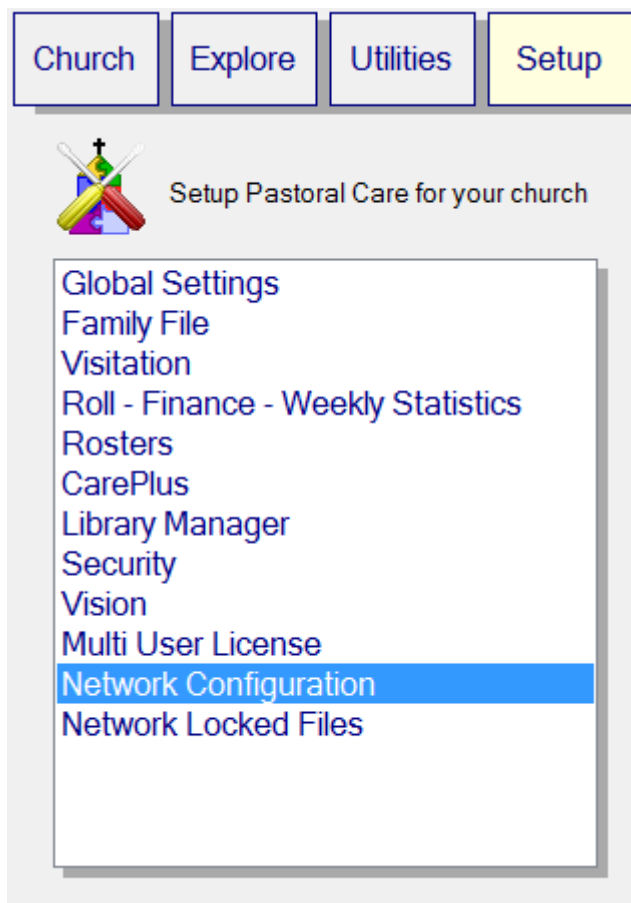 Church Explore Utilities Setup
Setup Pastoral Care for your church
Global Settings
Family File
Visitation
Roll - Finance - Weekly Statistics
Rosters
CarePlus
Library Manager
Security
Vision
Multi User License
Network Configuration
Network Locked Files